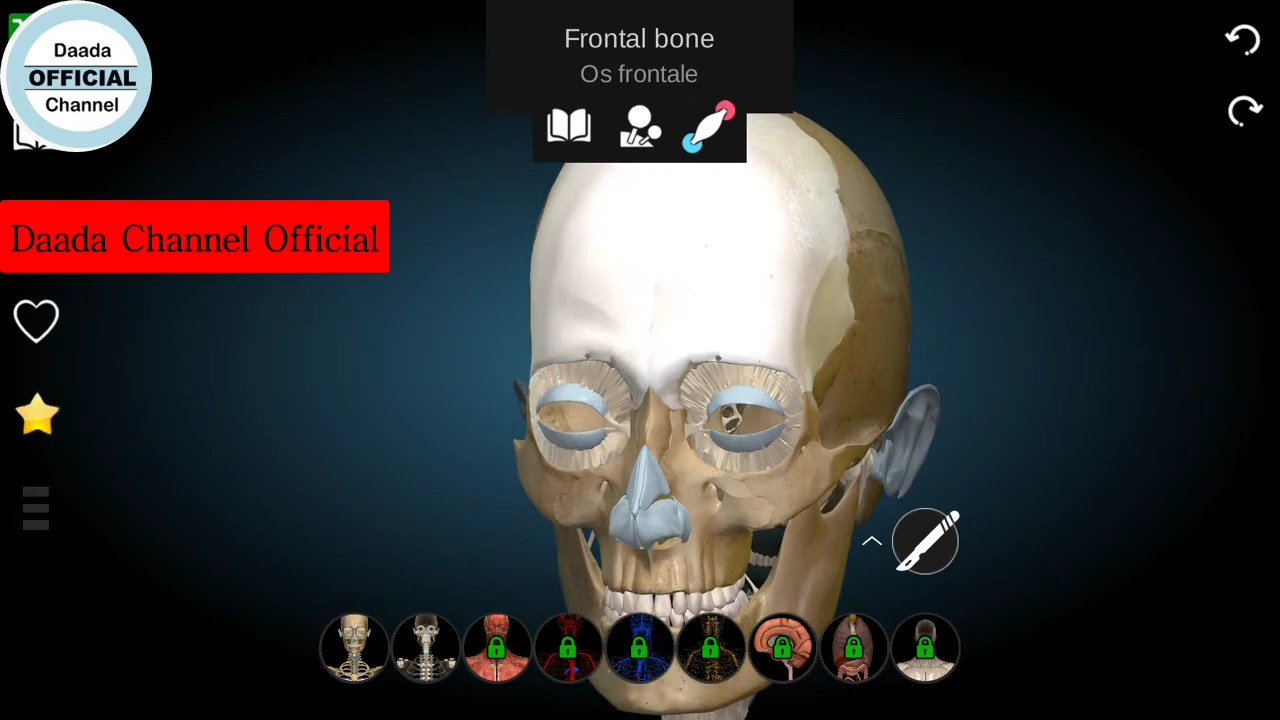 Daada
OFFICIAL
Channel
Frontal bone
Os frontale
Daada Channel Official